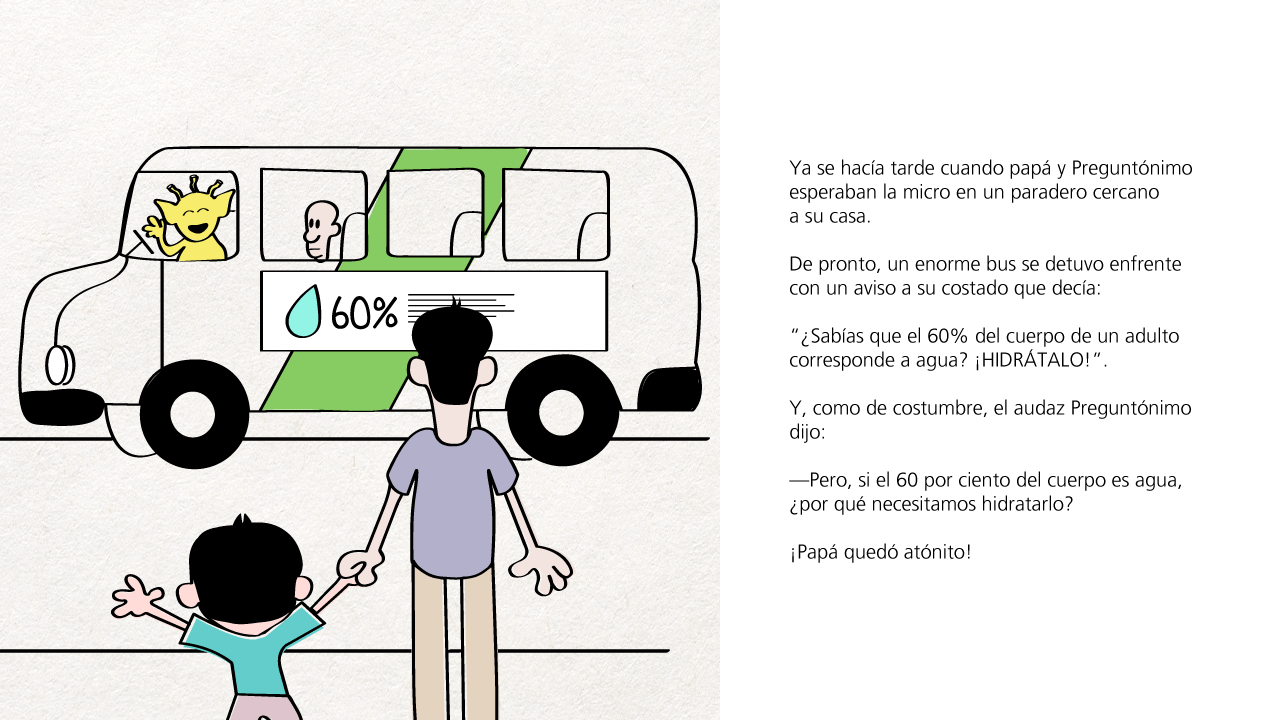 60%
Ya se hacía tarde cuando papá y Preguntónimo
esperaban la micro en un paradero cercano
a su casa.
De pronto, un enorme bus se detuvo enfrente
con un aviso a su costado que decía:
“¿Sabías que el 60% del cuerpo de un adulto
corresponde a agua? ¡HIDRÁTALO!”.
Y, como de costumbre, el audaz Preguntónimo
dijo:
—Pero, si el 60 por ciento del cuerpo es agua,
¿por qué necesitamos hidratarlo?
¡Papá quedó atónito!